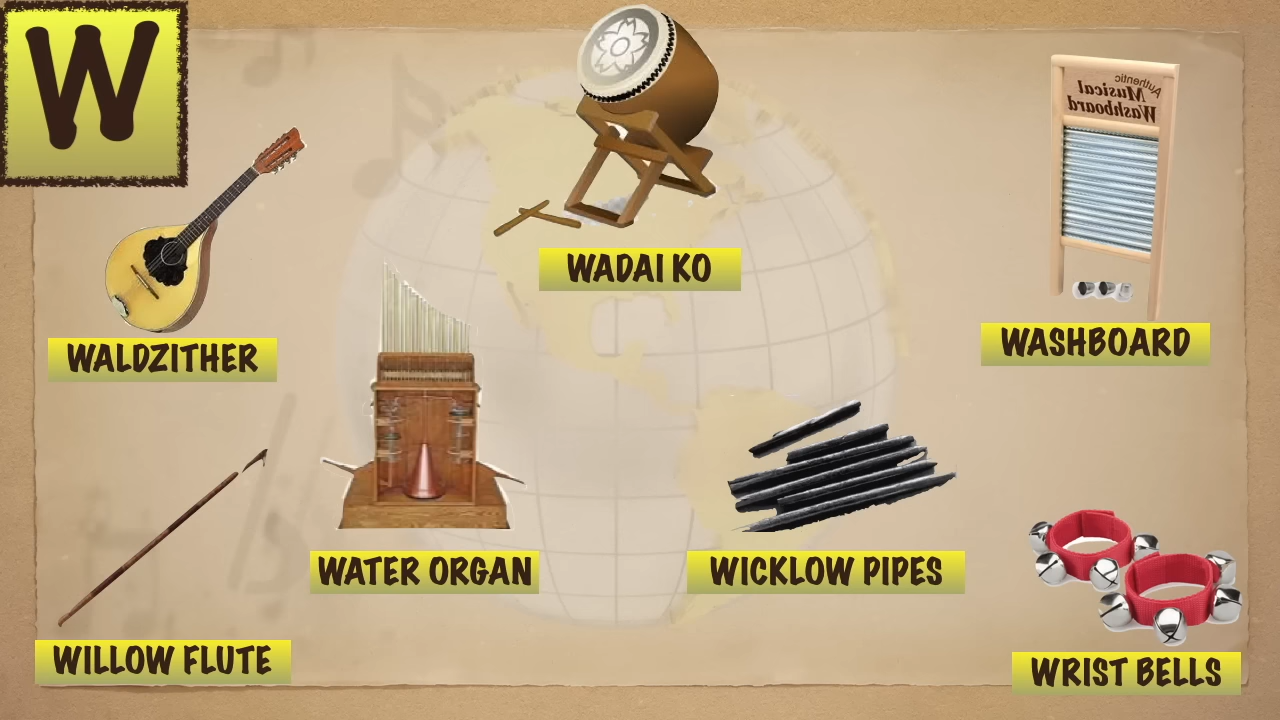 W
WADAI KO
Authentic
Musical
Washboard
WALDZITHER
WASHBOARD
WATER ORGAN
WICKLOW PIPES
WILLOW FLUTE
WRIST BELLS